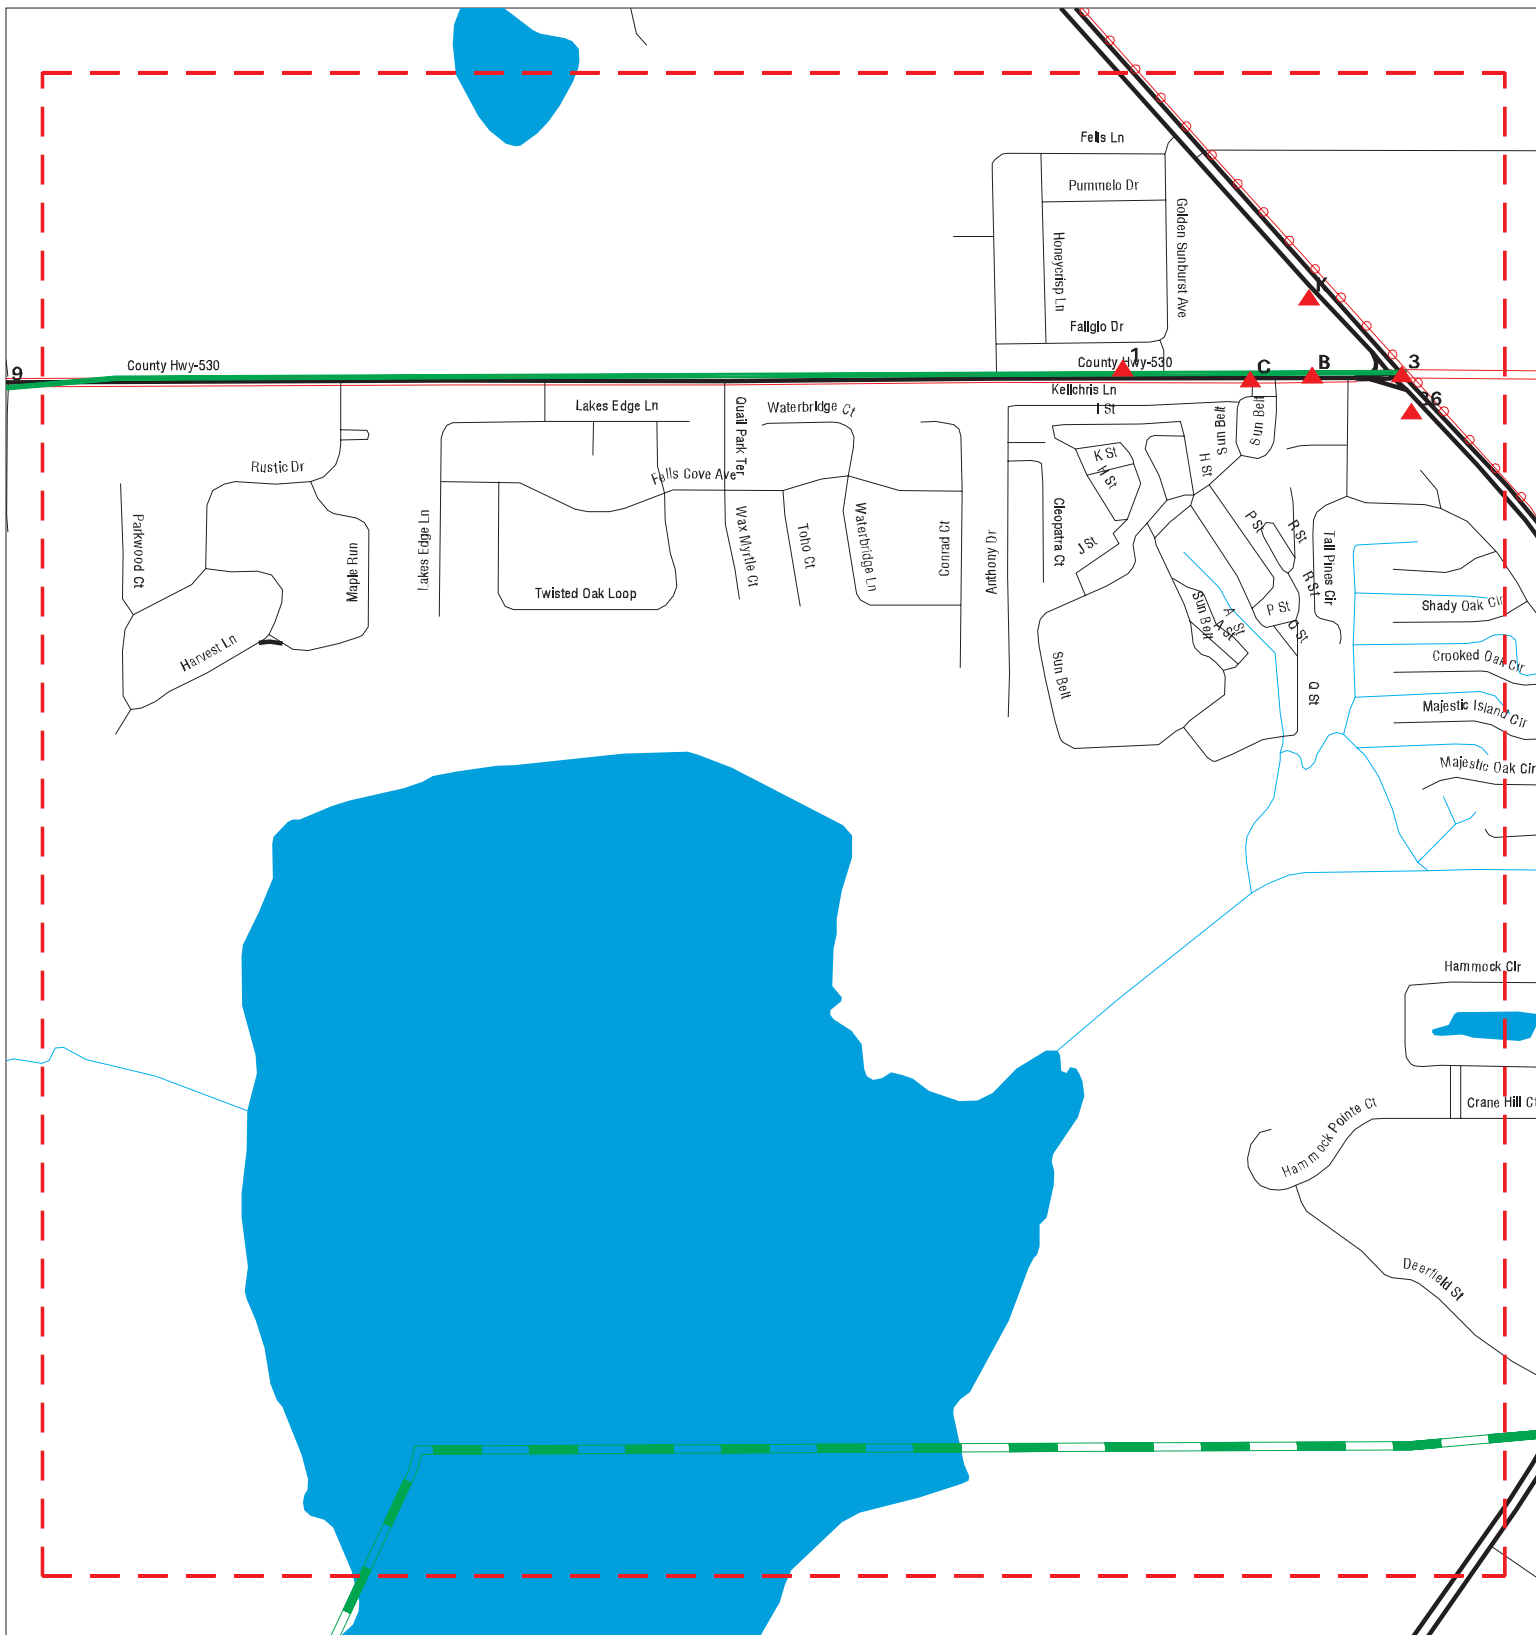 Fells Ln
Pummelo Dr
Golden Sunburst Ave
Honeycrisp Ln
K
Fallglo Dr
County Hwy-530
9
1
County Hwy-530
C
B
3
Kellchris Ln
36
Lakes Edge Ln
Quail Park Ter
Waterbridge Ct
I St
Sun Belt
Sun Belt
Rustic Dr
Fells Cove Ave
K St
H St
H St
Parkwood Ct
Maple Run
Lakes Edge Ln
Wax Myrtle Ct
Toho Ct
Waterbridge Ln
Conrad Ct
Anthony Dr
Cleopatra Ct
J St
P St
R St
Tall Pines Cir
R St
Twisted Oak Loop
Sun Belt
A St
A St
P St
Q St
Shady Oak Cir
Harvest Ln
Sun Belt
Q St
Crooked Oak Cir
Majestic Island Cir
Majestic Oak Cir
Hammock Cir
Crane Hill Ct
Hammock Pointe Ct
Deerfield St